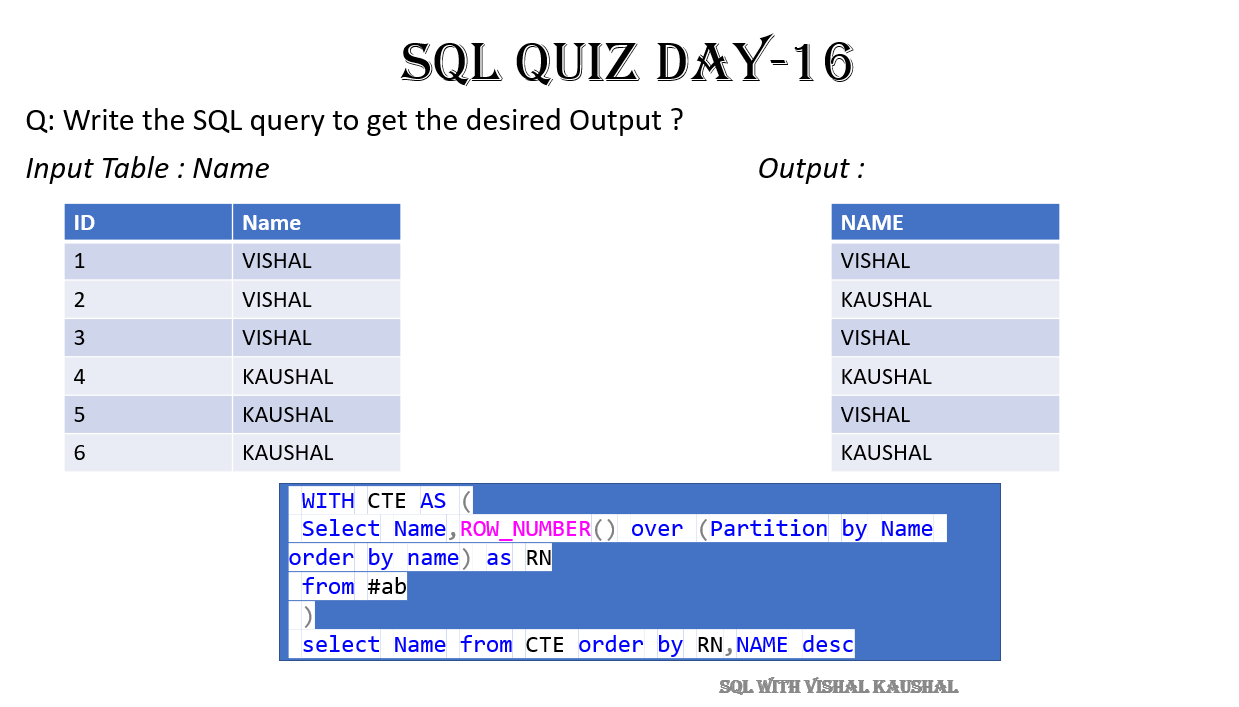 SQL QUIZ DAY-16
Q: Write the SQL query to get the desired Output ?
Input Table : Name
Output :
ID Name
1 VISHAL
2 VISHAL
3 VISHAL
4 KAUSHAL
5 KAUSHAL
6 KAUSHAL
NAME
VISHAL
KAUSHAL
VISHAL
KAUSHAL
VISHAL
KAUSHAL
WITH CTE AS (
Select Name,ROW_NUMBER() over (Partition by Name
order by name) as RN
from #ab
)
select Name from CTE order by RN,NAME desc
SQL WITH VISHAL KAUSHAL